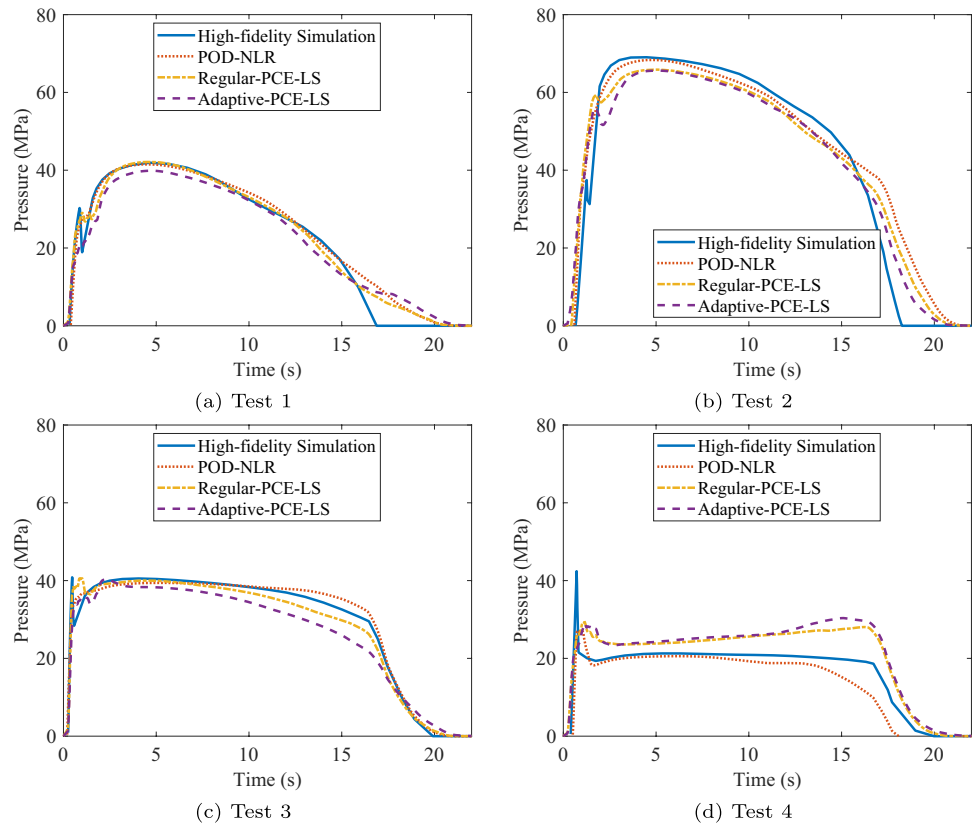 80
60
40
20
0
Pressure (MPa)
High-fidelity Simulation
POD-NLR
Regular-PCE-LS
Adaptive-PCE-LS
0 5 10 15 20
Time (s)
(a) Test 1
80
60
40
20
0
Pressure (MPa)
High-fidelity Simulation
POD-NLR
Regular-PCE-LS
Adaptive-PCE-LS
0 5 10 15 20
Time (s)
(b) Test 2
80
60
40
20
0
Pressure (MPa)
High-fidelity Simulation
POD-NLR
Regular-PCE-LS
Adaptive-PCE-LS
0 5 10 15 20
Time (s)
(c) Test 3
80
60
40
20
0
Pressure (MPa)
High-fidelity Simulation
POD-NLR
Regular-PCE-LS
Adaptive-PCE-LS
0 5 10 15 20
Time (s)
(d) Test 4